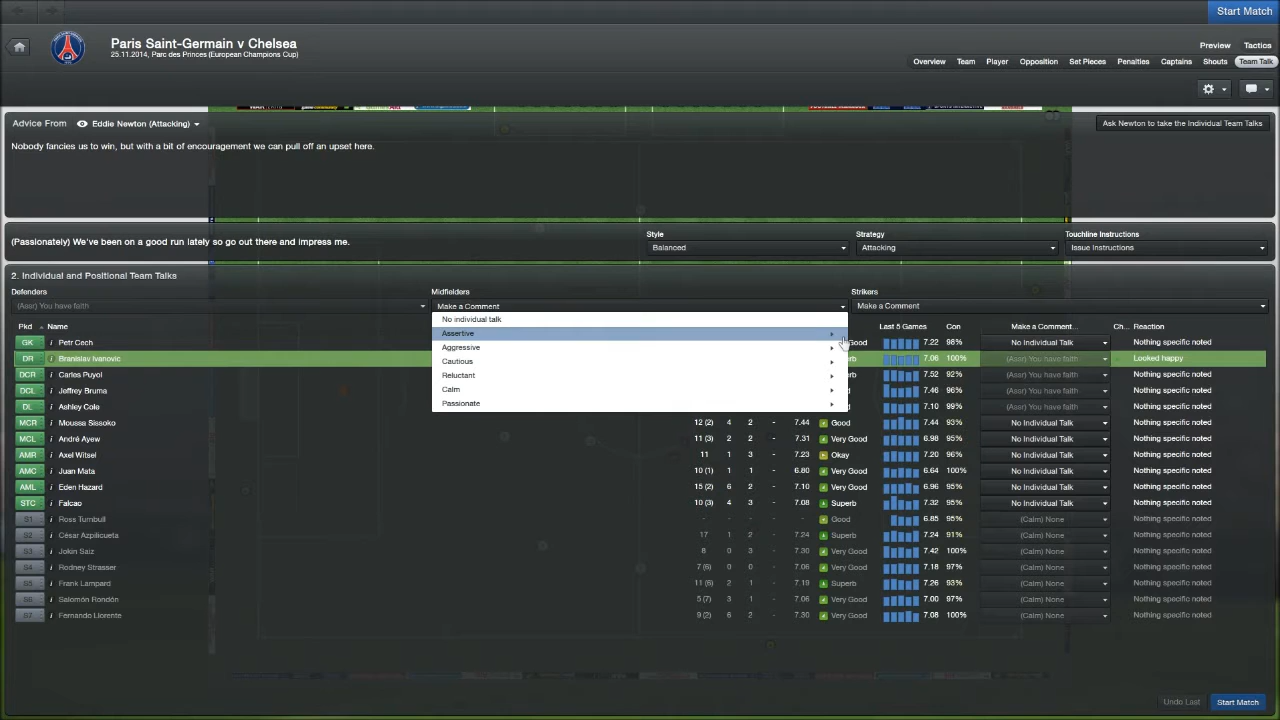 Start Match
Paris Saint-Germain v Chelsea
25.11.2014, Parc des Princes (European Champions Cup)
Preview Tactics
Overview Team Player Opposition Set Pieces Penalties Captains Shouts Team Talk
Advice From Eddie Newton (Attacking)
Ask Newton to take the Individual Team Talks
Nobody fancies us to win, but with a bit of encouragement we can pull off an upset here.
(Passionately) We've been on a good run lately so go out there and impress me.
Style Strategy Touchline Instructions
Balanced Attacking Issue Instructions
2. Individual and Positional Team Talks
Defenders Midfielders Strikers
(Assr) You have faith Make a Comment Make a Comment
No individual talk
Assertive
Aggressive
Cautious
Reluctant
Calm
Passionate
Pkd Name Last 5 Games Con Make a Comment... Ch... Reaction
GK i Petr Cech Good 7.22 98% No Individual Talk Nothing specific noted
DR i Branislav Ivanovic erb 7.06 100% (Assr) You have faith Looked happy
DCR i Carles Puyol 7.52 92% (Assr) You have faith Nothing specific noted
DCL i Jeffrey Bruma 7.46 96% (Assr) You have faith Nothing specific noted
DL i Ashley Cole 7.10 99% (Assr) You have faith Nothing specific noted
MCR i Moussa Sissoko 12 (2) 4 2 - 7.44 Good 7.44 93% No Individual Talk Nothing specific noted
MCL i André Ayew 11 (3) 2 2 - 7.31 Very Good 6.98 95% No Individual Talk Nothing specific noted
AMR i Axel Witsel 11 1 3 - 7.23 Okay 7.20 96% No Individual Talk Nothing specific noted
AMC i Juan Mata 10 (1) 1 1 - 6.80 Very Good 6.64 100% No Individual Talk Nothing specific noted
AML i Eden Hazard 15 (2) 6 2 - 7.10 Very Good 6.96 95% No Individual Talk Nothing specific noted
STC i Falcao 10 (3) 4 3 - 7.08 Superb 7.32 95% No Individual Talk Nothing specific noted
S1 i Ross Turnbull - - - - - Good 6.85 95% (Calm) None Nothing specific noted
S2 i César Azpilicueta 17 1 2 - 7.24 Superb 7.24 91% (Calm) None Nothing specific noted
S3 i Jokin Saiz 8 0 3 - 7.30 Very Good 7.42 100% (Calm) None Nothing specific noted
S4 i Rodney Strasser 7 (6) 0 0 - 7.06 Very Good 7.18 97% (Calm) None Nothing specific noted
S5 i Frank Lampard 11 (6) 2 1 - 7.19 Superb 7.26 93% (Calm) None Nothing specific noted
S6 i Salomón Rondón 5 (7) 3 1 - 7.06 Very Good 7.00 97% (Calm) None Nothing specific noted
S7 i Fernando Llorente 9 (2) 6 2 - 7.30 Very Good 7.08 100% (Calm) None Nothing specific noted
Undo Last Start Match